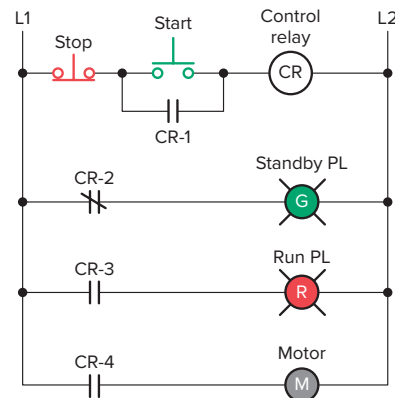 L1
L2
Start
Control
relay
Stop
CR
CR-1
Standby PL
CR-2
G
Run PL
CR-3
R
Motor
CR-4
M